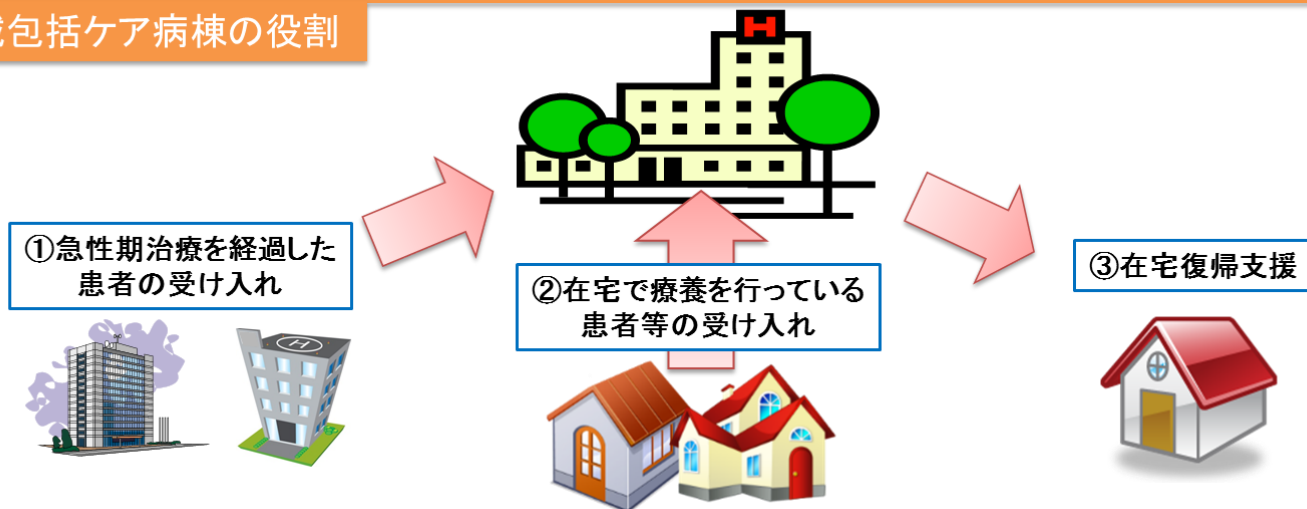 包括ケア病棟の役割
H
①急性期治療を経過した
患者の受け入れ
②在宅で療養を行っている
患者等の受け入れ
③在宅復帰支援
H